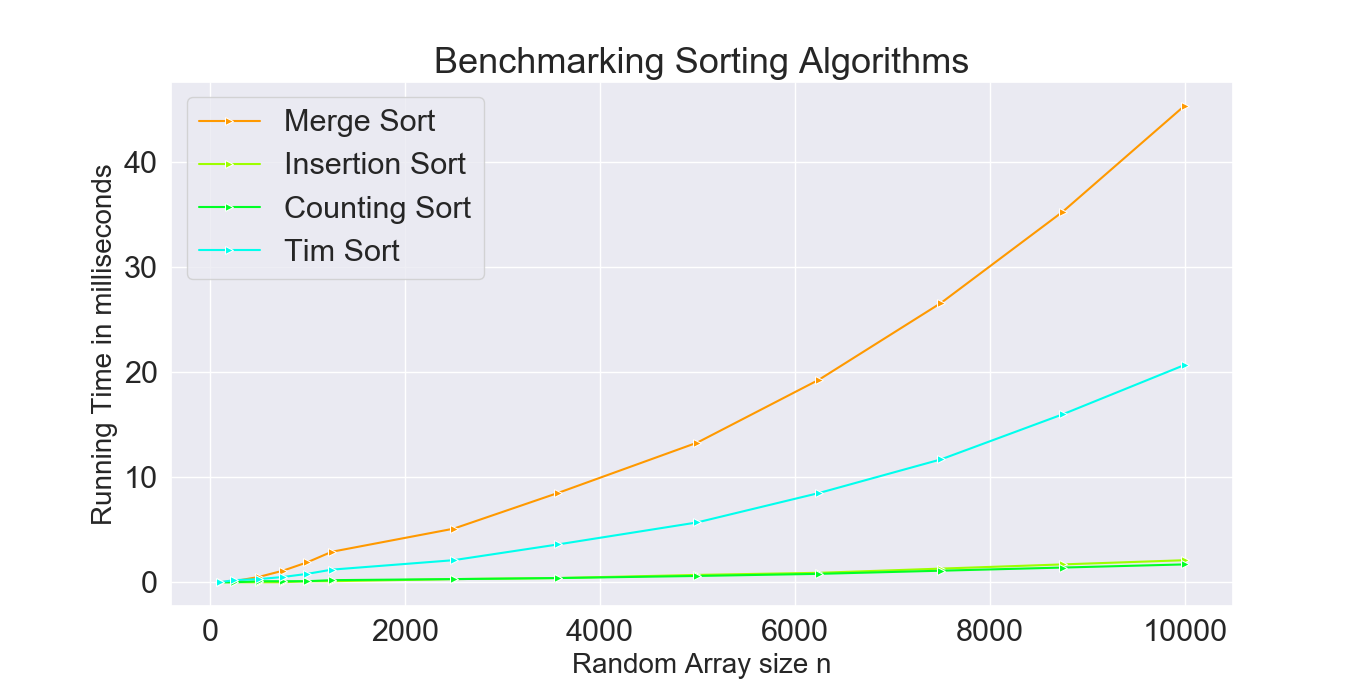 Benchmarking Sorting Algorithms
Merge Sort
Insertion Sort
Counting Sort
Tim Sort
Running Time in milliseconds
40
30
20
10
0
0 2000 4000 6000 8000 10000
Random Array size n